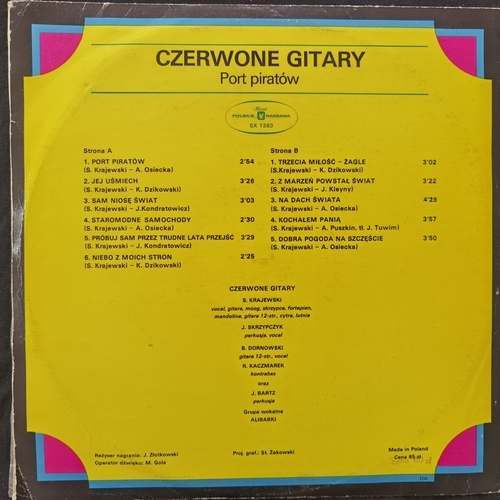 CZERWONE GITARY
Port piratów
Muza
POLSKIE NAGRANIA
SX 1383
Strona A
1. PORT PIRATÓW 2'54
(S. Krajewski – A. Osiecka)
2. JEJ UŚMIECH 3'26
(S. Krajewski – K. Dzikowski)
3. SAM NIOSĘ ŚWIAT 3'03
(S. Krajewski – J.Kondratowicz)
4. STAROMODNE SAMOCHODY 2'30
(S. Krajewski – A. Osiecka)
5. PRÓBUJ SAM PRZEZ TRUDNE LATA PRZEJŚĆ 3'29
(S. Krajewski – J. Kondratowicz)
6. NIEBO Z MOICH STRON 2'25
(S. Krajewski – K. Dzikowski)
Strona B
1. TRZECIA MIŁOŚĆ – ŻAGLE 3'02
(S.Krajewski – K. Dzikowski)
2. Z MARZEŃ POWSTAŁ ŚWIAT 3'22
(S. Krajewski – J. Kleyny)
3. NA DACH ŚWIATA 4'29
(S. Krajewski – A. Osiecka)
4. KOCHAŁEM PANIĄ 3'57
(S. Krajewski – A. Puszkin, tł. J. Tuwim)
5. DOBRA POGODA NA SZCZĘŚCIE 3'50
(S. Krajewski – A. Osiecka)
CZERWONE GITARY
S. KRAJEWSKI
vocal, gitara, moog, skrzypce, fortepian,
mandolina, gitara 12-str., cytra, lutnia
J. SKRZYPCZYK
perkusja, vocal
B. DORNOWSKI
gitara 12-str., vocal
R. KACZMAREK
kontrabas
oraz
J. BARTZ
perkusja
Grupa wokalna
ALIBABKI
Reżyser nagrania: J. Złotkowski
Operator dźwięku: M. Gola
Proj. graf.: St. Żakowski
Made in Poland
Cena 65 zł